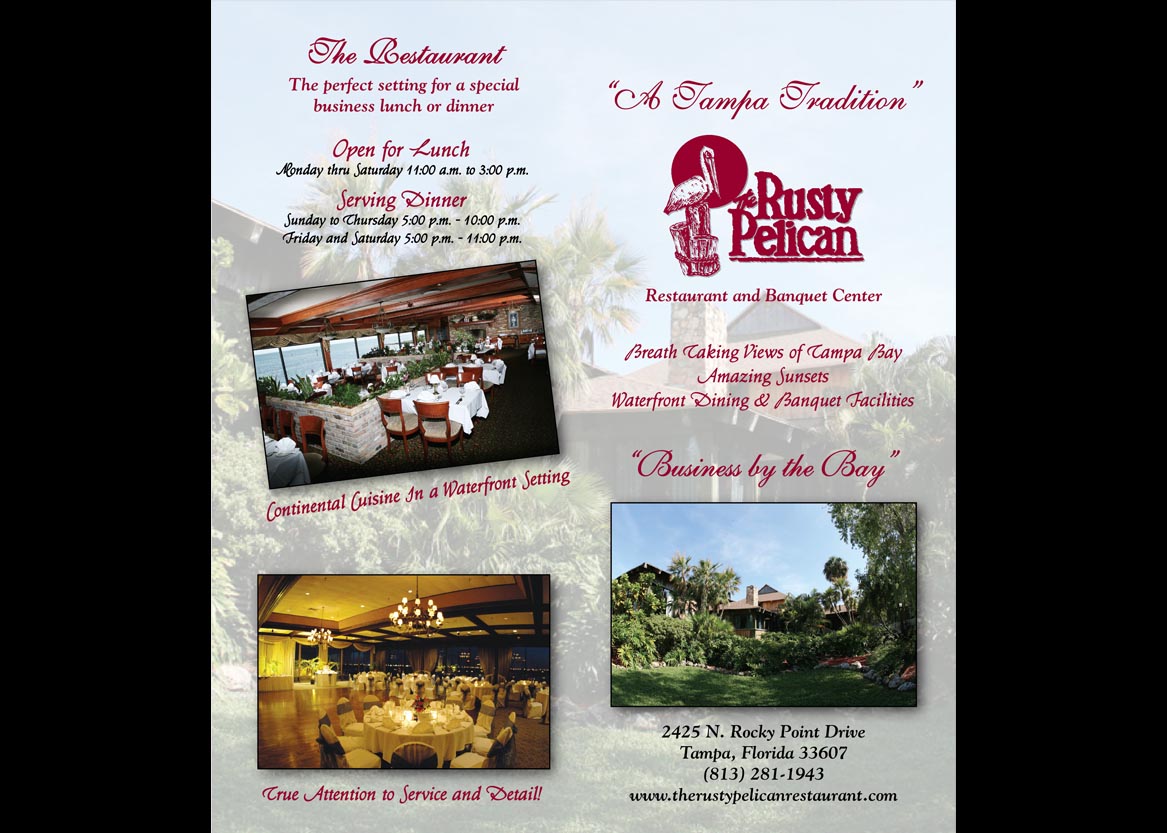 The Restaurant
The perfect setting for a special
business lunch or dinner
Open for Lunch
Monday thru Saturday 11:00 a.m. to 3:00 p.m.
Serving Dinner
Sunday to Thursday 5:00 p.m. - 10:00 p.m.
Friday and Saturday 5:00 p.m. - 11:00 p.m.
Continental Cuisine In a Waterfront Setting
True Attention to Service and Detail!
“A Tampa Tradition”
the Rusty
Pelican
Restaurant and Banquet Center
Breath Taking Views of Tampa Bay
Amazing Sunsets
Waterfront Dining & Banquet Facilities
“Business by the Bay”
2425 N. Rocky Point Drive
Tampa, Florida 33607
(813) 281-1943
www.therustypelicanrestaurant.com